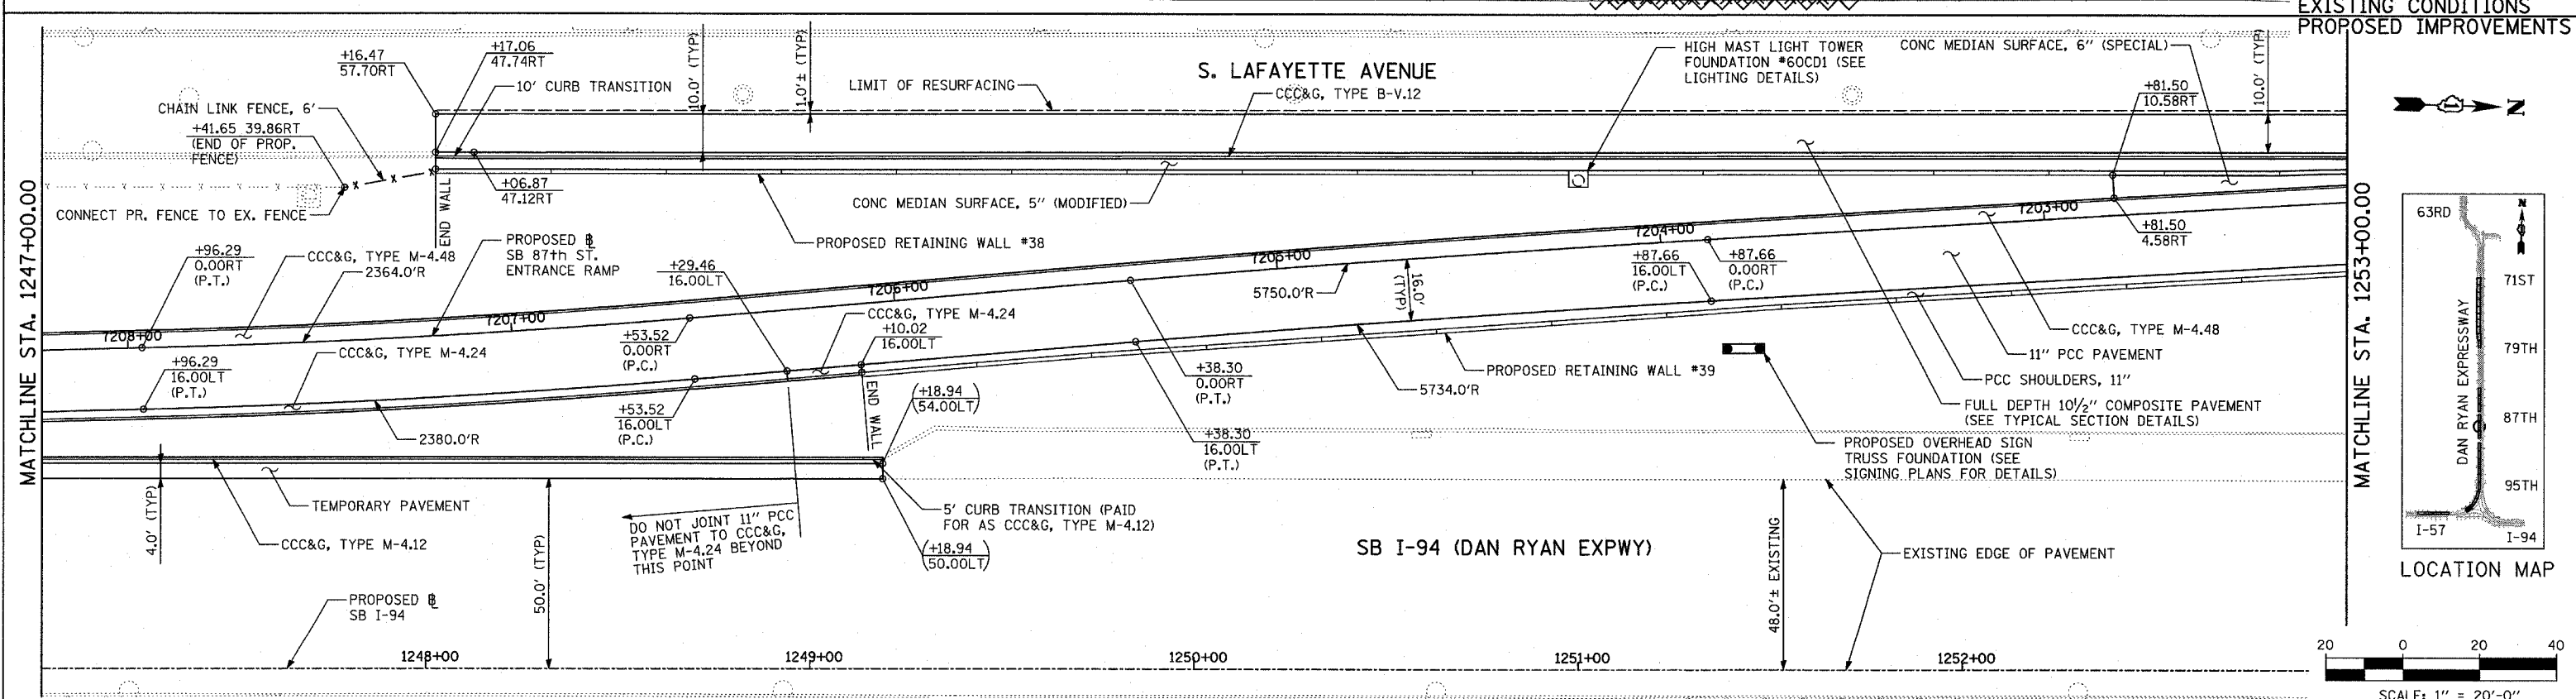 EXISTING CONDITIONS
PROPOSED IMPROVEMENTS
+16.47
57.70RT
+17.06
47.74RT
10' CURB TRANSITION
10.0' (TYP)
1.0'± (TYP)
LIMIT OF RESURFACING
S. LAFAYETTE AVENUE
CCC&G, TYPE B-V.12
HIGH MAST LIGHT TOWER
FOUNDATION #60CD1 (SEE
LIGHTING DETAILS)
CONC MEDIAN SURFACE, 6" (SPECIAL)
+81.50
10.58RT
10.0' (TYP)
N
CHAIN LINK FENCE, 6'
+41.65 39.86RT
(END OF PROP.
FENCE)
CONNECT PR. FENCE TO EX. FENCE
END WALL
+06.87
47.12RT
CONC MEDIAN SURFACE, 5" (MODIFIED)
PROPOSED RETAINING WALL #38
MATCHLINE STA. 1247+00.00
MATCHLINE STA. 1253+00.00
+96.29
0.00RT
(P.T.)
CCC&G, TYPE M-4.48
2364.0'R
PROPOSED ℄
SB 87th ST.
ENTRANCE RAMP
+29.46
16.00LT
7208+00
7207+00
7206+00
7205+00
7204+00
7203+00
+87.66
16.00LT
(P.C.)
+87.66
0.00RT
(P.C.)
+81.50
4.58RT
5750.0'R
16.0'
(TYP)
CCC&G, TYPE M-4.24
+10.02
16.00LT
+53.52
0.00RT
(P.C.)
CCC&G, TYPE M-4.24
+96.29
16.00LT
(P.T.)
2380.0'R
+53.52
16.00LT
(P.C.)
END WALL
(+18.94
54.00LT)
+38.30
0.00RT
(P.T.)
+38.30
16.00LT
(P.T.)
5734.0'R
PROPOSED RETAINING WALL #39
CCC&G, TYPE M-4.48
11" PCC PAVEMENT
PCC SHOULDERS, 11"
FULL DEPTH 10½" COMPOSITE PAVEMENT
(SEE TYPICAL SECTION DETAILS)
PROPOSED OVERHEAD SIGN
TRUSS FOUNDATION (SEE
SIGNING PLANS FOR DETAILS)
4.0' (TYP)
TEMPORARY PAVEMENT
CCC&G, TYPE M-4.12
50.0' (TYP)
DO NOT JOINT 11" PCC
PAVEMENT TO CCC&G,
TYPE M-4.24 BEYOND
THIS POINT
5' CURB TRANSITION (PAID
FOR AS CCC&G, TYPE M-4.12)
(+18.94
50.00LT)
SB I-94 (DAN RYAN EXPWY)
48.0'± EXISTING
EXISTING EDGE OF PAVEMENT
PROPOSED ℄
SB I-94
1248+00
1249+00
1250+00
1251+00
1252+00
63RD
N
71ST
79TH
87TH
95TH
DAN RYAN EXPRESSWAY
I-57
I-94
LOCATION MAP
20 0 20 40
SCALE: 1" = 20'-0"